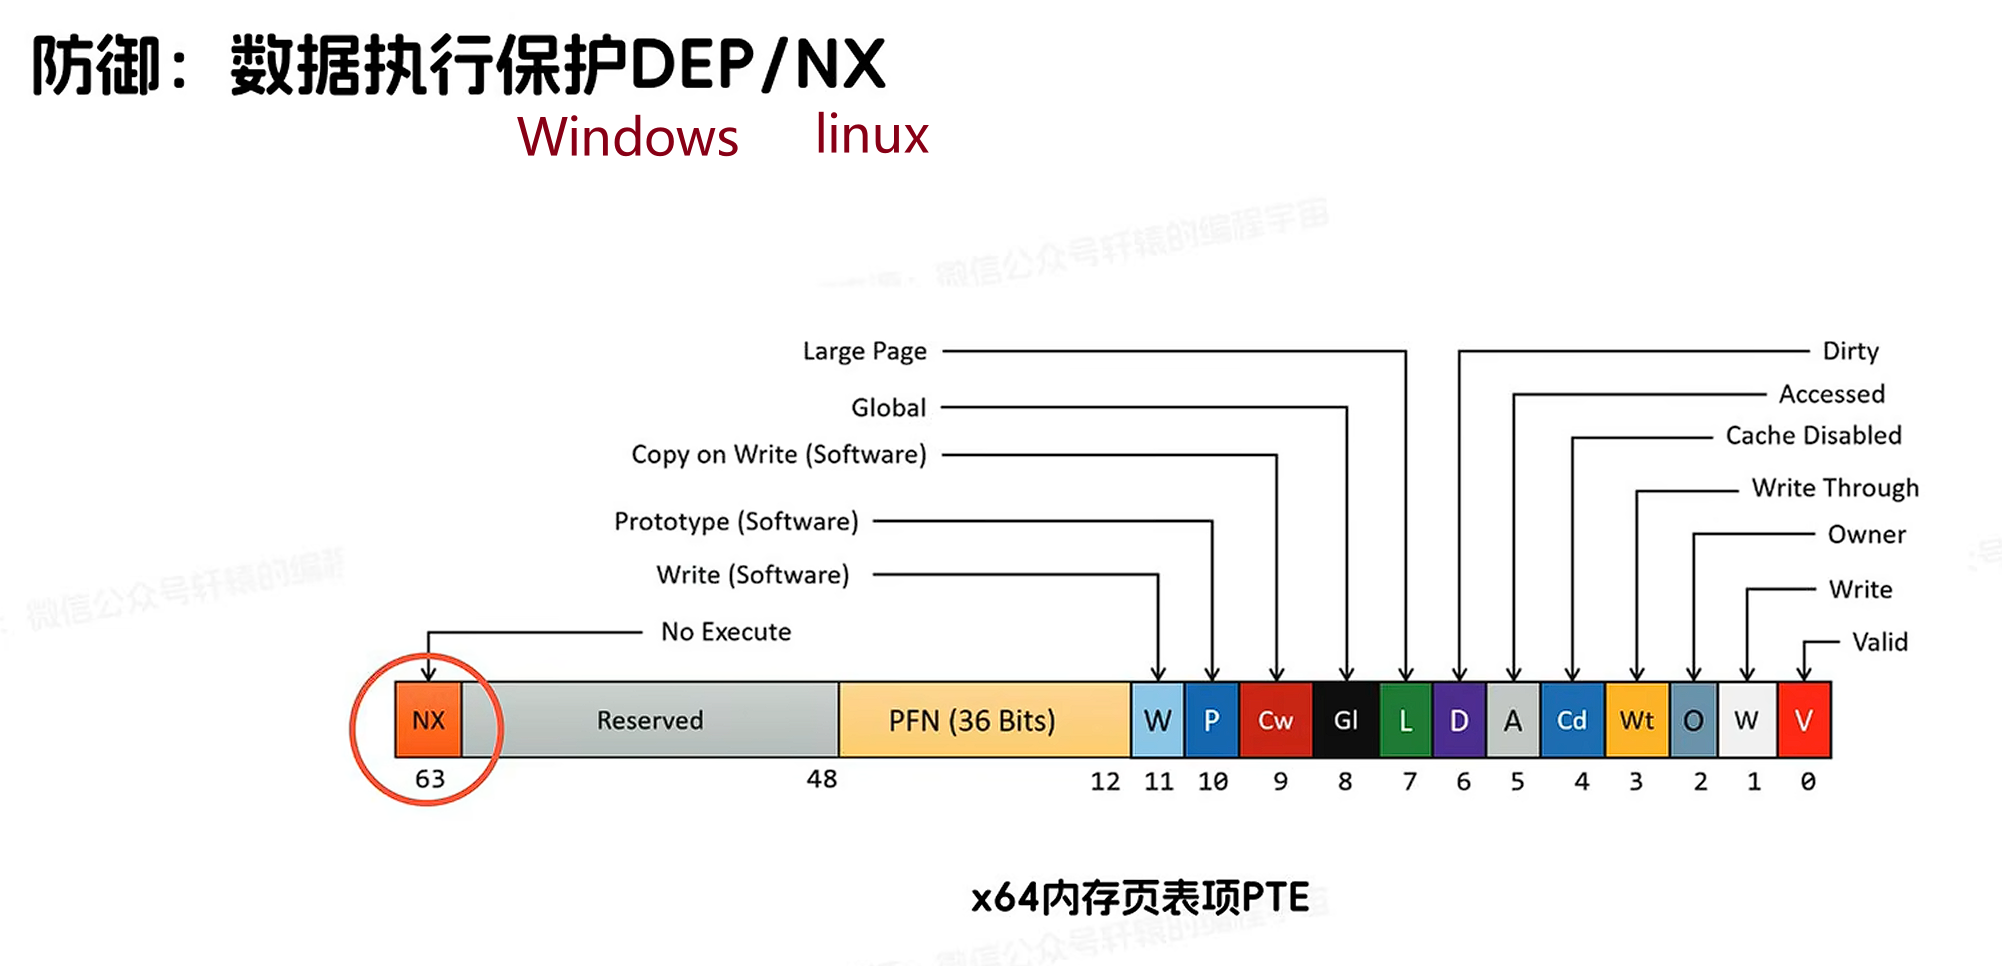 防御：数据执行保护DEP/NX
Windows linux
微信公众号轩辕的编程宇宙
Large Page
Dirty
Global
Accessed
Copy on Write (Software)
Cache Disabled
Prototype (Software)
Write Through
Write (Software)
Owner
微信公众号轩辕的编程
Write
No Execute
Valid
NX Reserved PFN (36 Bits) W P Cw Gl L D A Cd Wt O W V
63 48 12 11 10 9 8 7 6 5 4 3 2 1 0
x64内存页表项PTE
微信公众号轩辕的编程宇宙